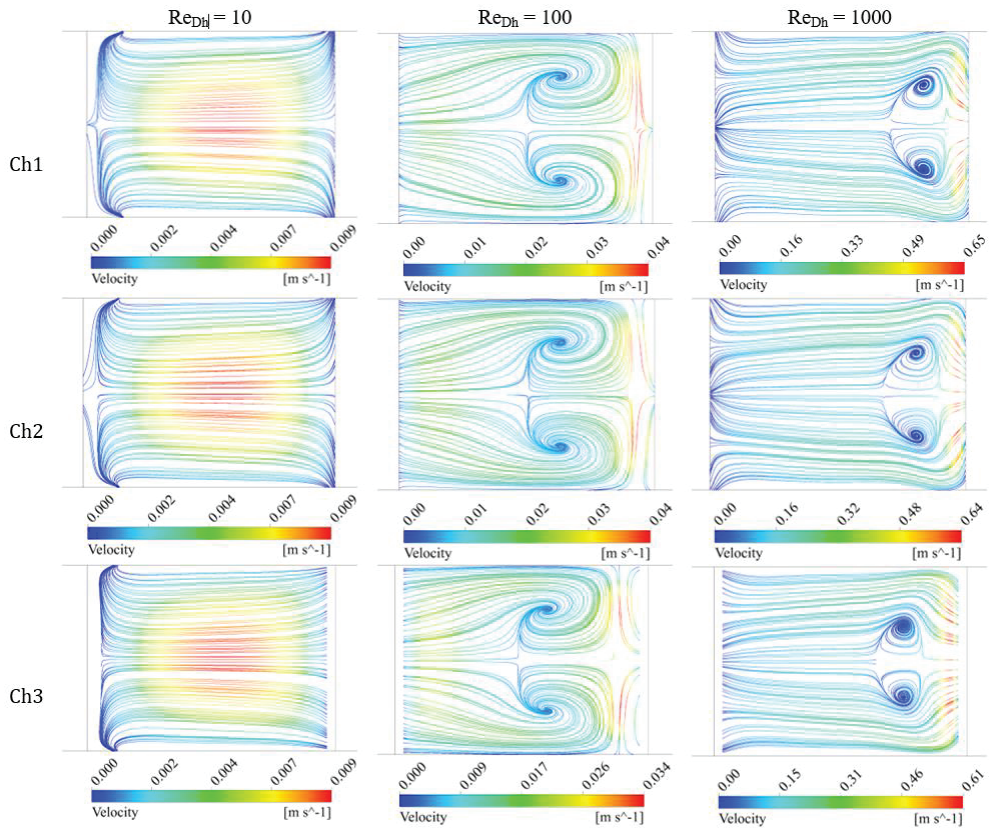 Re_Dh = 10 Re_Dh = 100 Re_Dh = 1000
Ch1
0.000 0.002 0.004 0.007 0.009
Velocity [m s^-1]
0.00 0.01 0.02 0.03 0.04
Velocity [m s^-1]
0.00 0.16 0.33 0.49 0.65
Velocity [m s^-1]
Ch2
0.000 0.002 0.004 0.007 0.009
Velocity [m s^-1]
0.00 0.01 0.02 0.03 0.04
Velocity [m s^-1]
0.00 0.16 0.32 0.48 0.64
Velocity [m s^-1]
Ch3
0.000 0.002 0.004 0.007 0.009
Velocity [m s^-1]
0.000 0.009 0.017 0.026 0.034
Velocity [m s^-1]
0.00 0.15 0.31 0.46 0.61
Velocity [m s^-1]